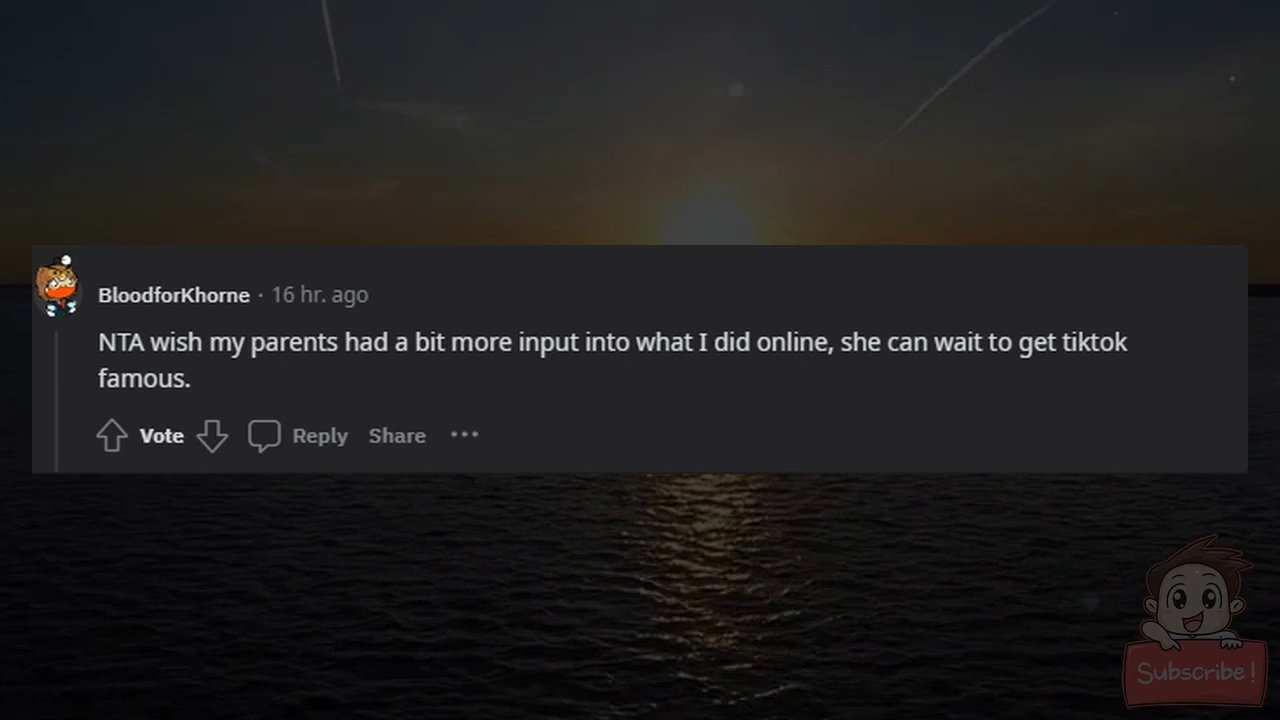 BloodforKhorne · 16 hr. ago
NTA wish my parents had a bit more input into what I did online, she can wait to get tiktok
famous.
Vote Reply Share ···
Subscribe!